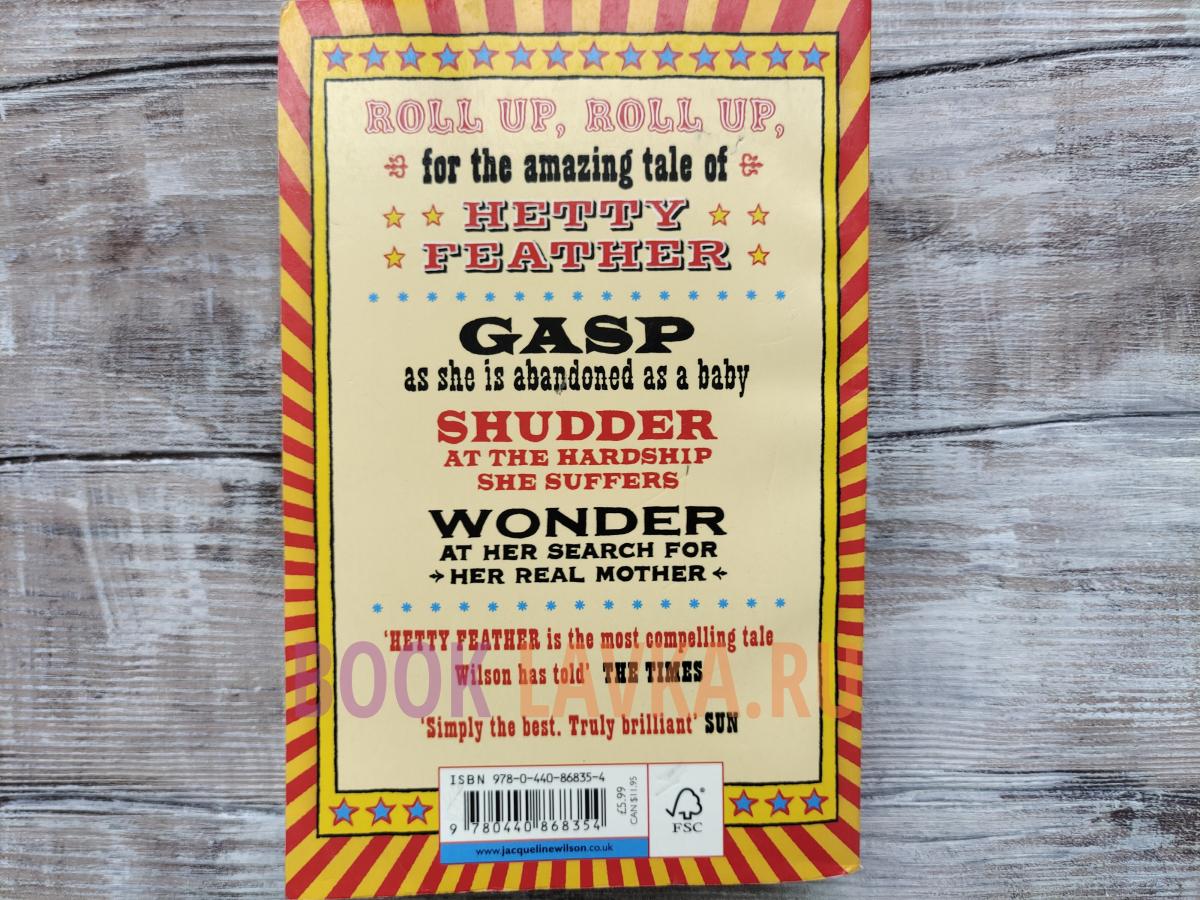 ROLL UP, ROLL UP,
for the amazing tale of
HETTY
FEATHER
GASP
as she is abandoned as a baby
SHUDDER
AT THE HARDSHIP
SHE SUFFERS
WONDER
AT HER SEARCH FOR
HER REAL MOTHER
‘HETTY FEATHER is the most compelling tale
Wilson has told’ THE TIMES
BOOK LAVKA.RU
‘Simply the best. Truly brilliant’ SUN
ISBN 978-0-440-86835-4
£5.99
CAN $11.95
9 780440 868354
FSC®
www.jacquelinewilson.co.uk